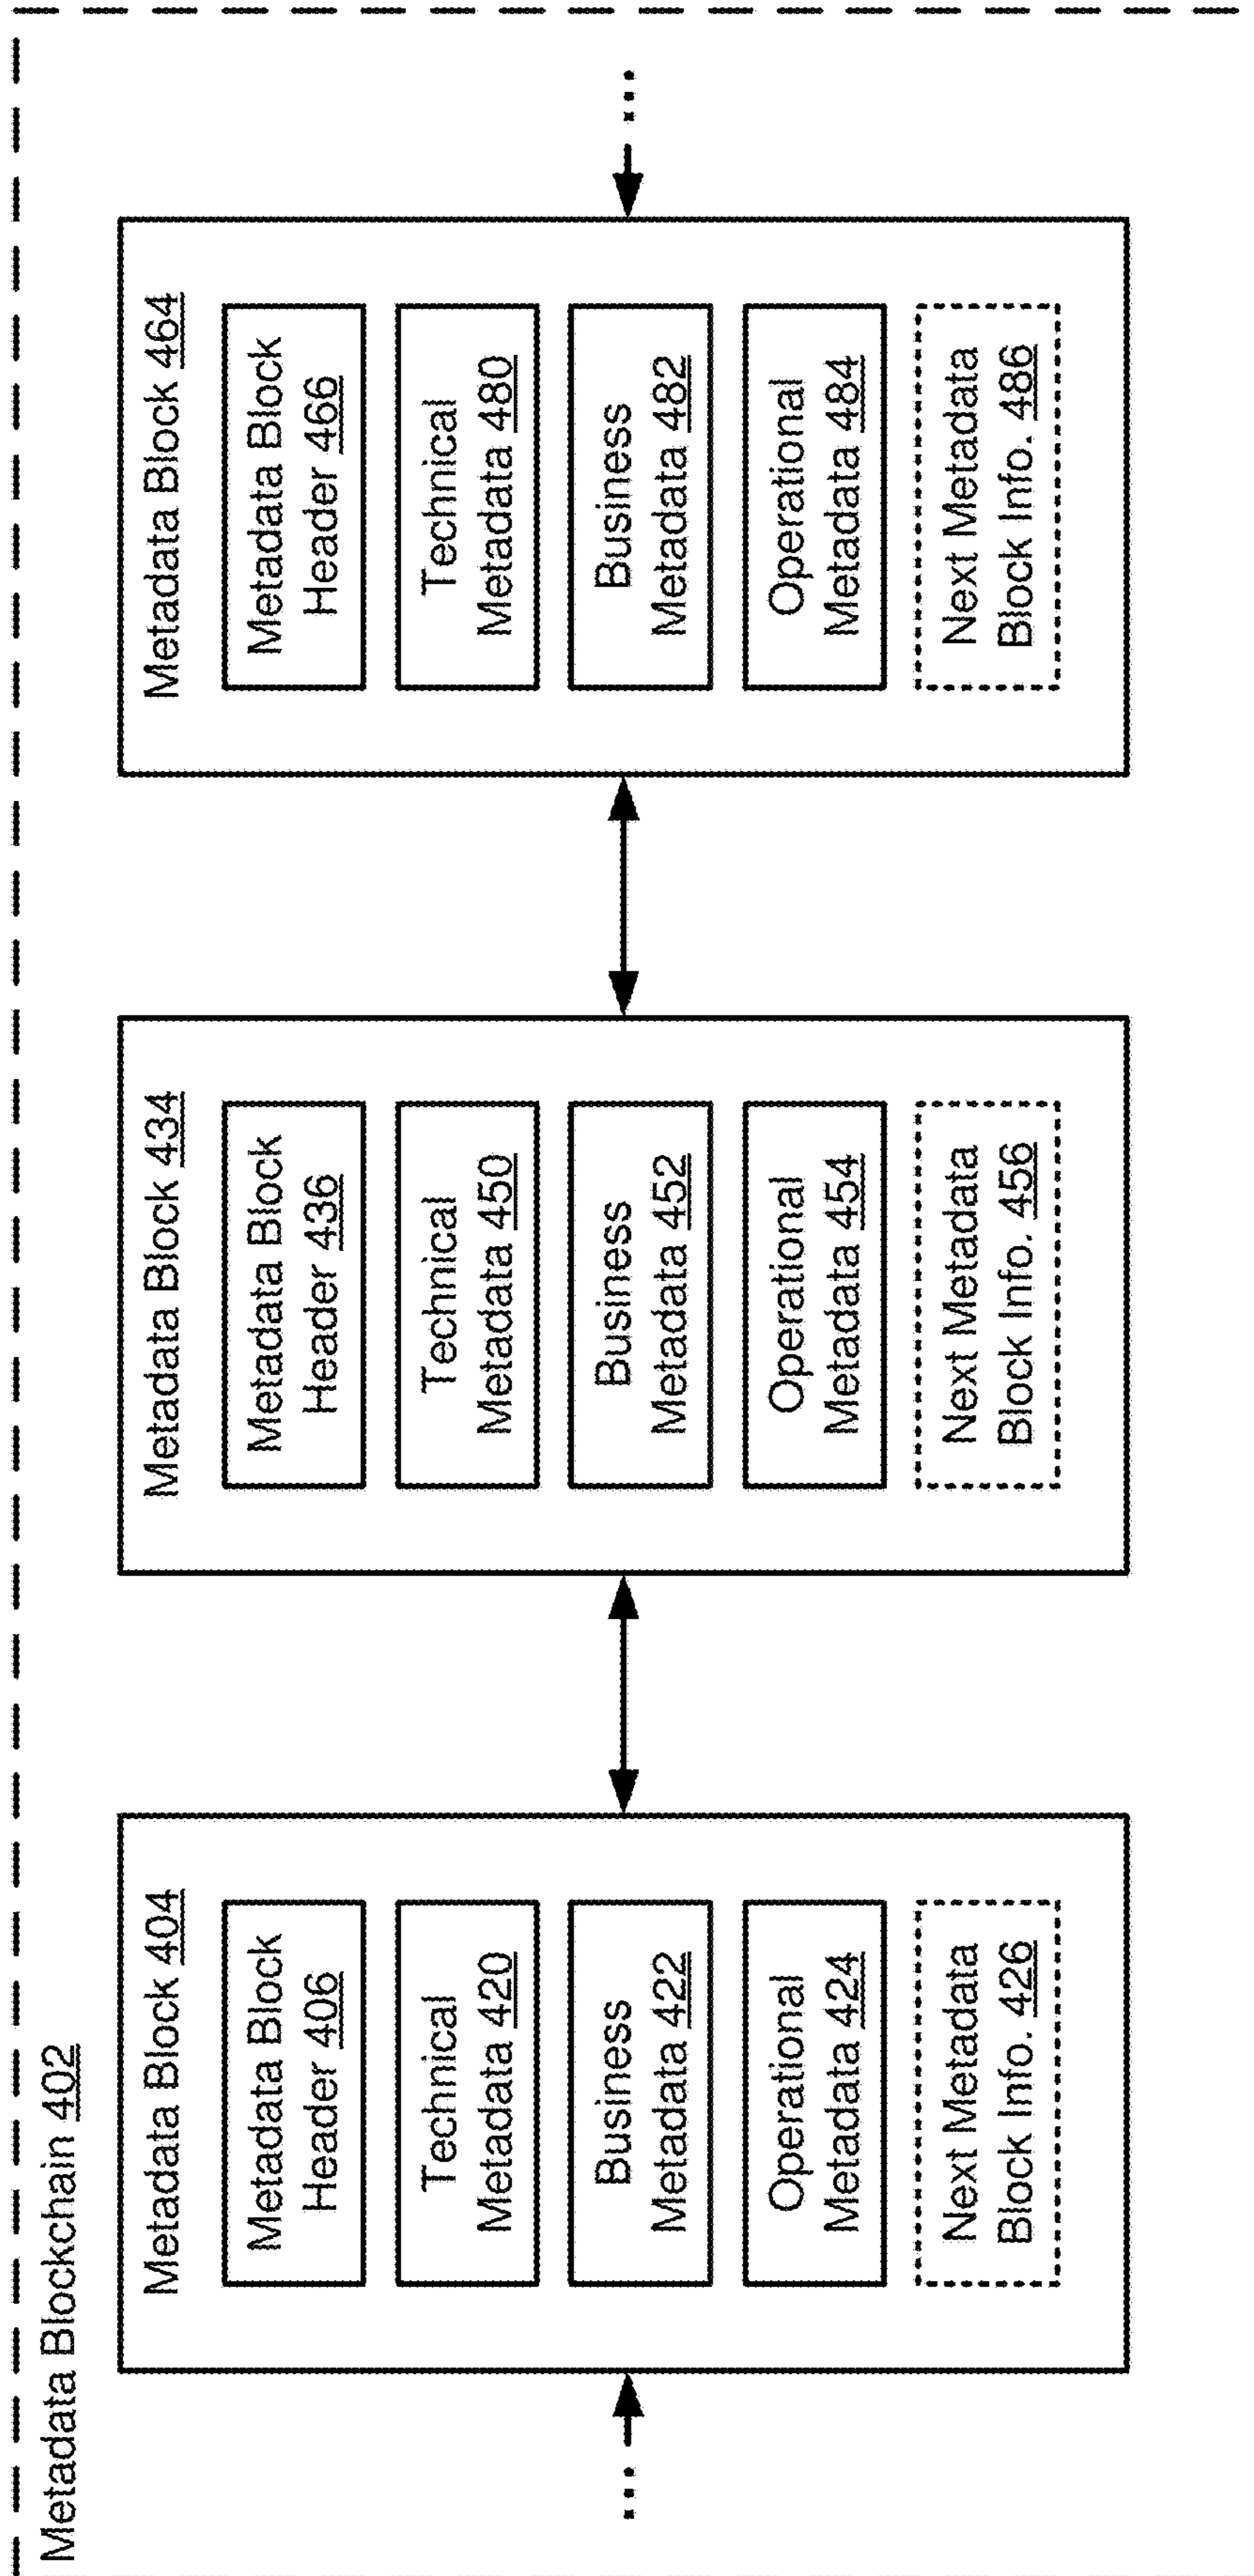 Metadata Blockchain 402
Metadata Block 404
Metadata Block
Header 406
Technical
Metadata 420
Business
Metadata 422
Operational
Metadata 424
Next Metadata
Block Info. 426
Metadata Block 434
Metadata Block
Header 436
Technical
Metadata 450
Business
Metadata 452
Operational
Metadata 454
Next Metadata
Block Info. 456
Metadata Block 464
Metadata Block
Header 466
Technical
Metadata 480
Business
Metadata 482
Operational
Metadata 484
Next Metadata
Block Info. 486